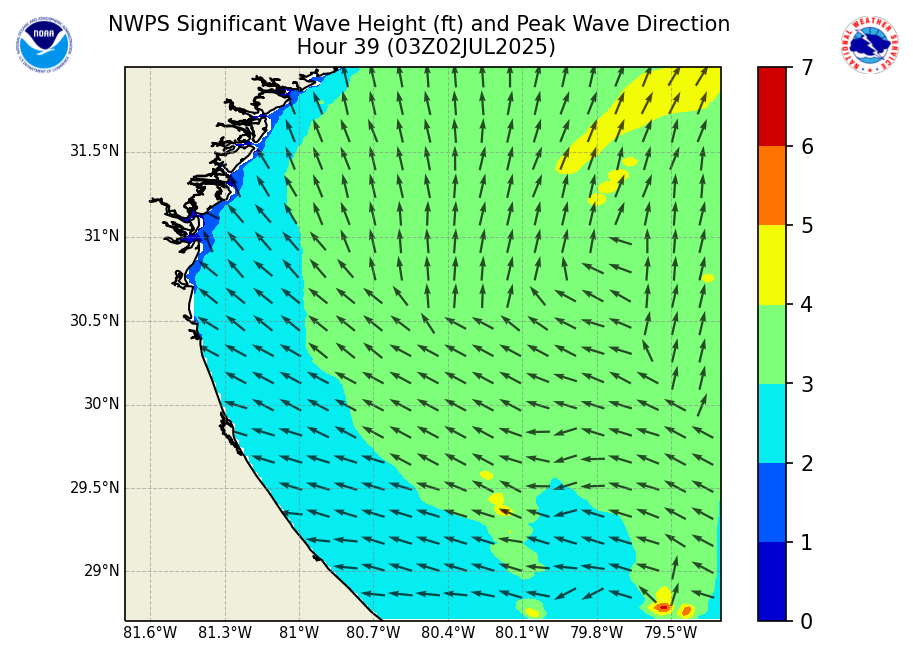 NWPS Significant Wave Height (ft) and Peak Wave Direction
Hour 39 (03Z02JUL2025)
NOAA
NATIONAL WEATHER SERVICE
31.5°N
31°N
30.5°N
30°N
29.5°N
29°N
81.6°W 81.3°W 81°W 80.7°W 80.4°W 80.1°W 79.8°W 79.5°W
7
6
5
4
3
2
1
0